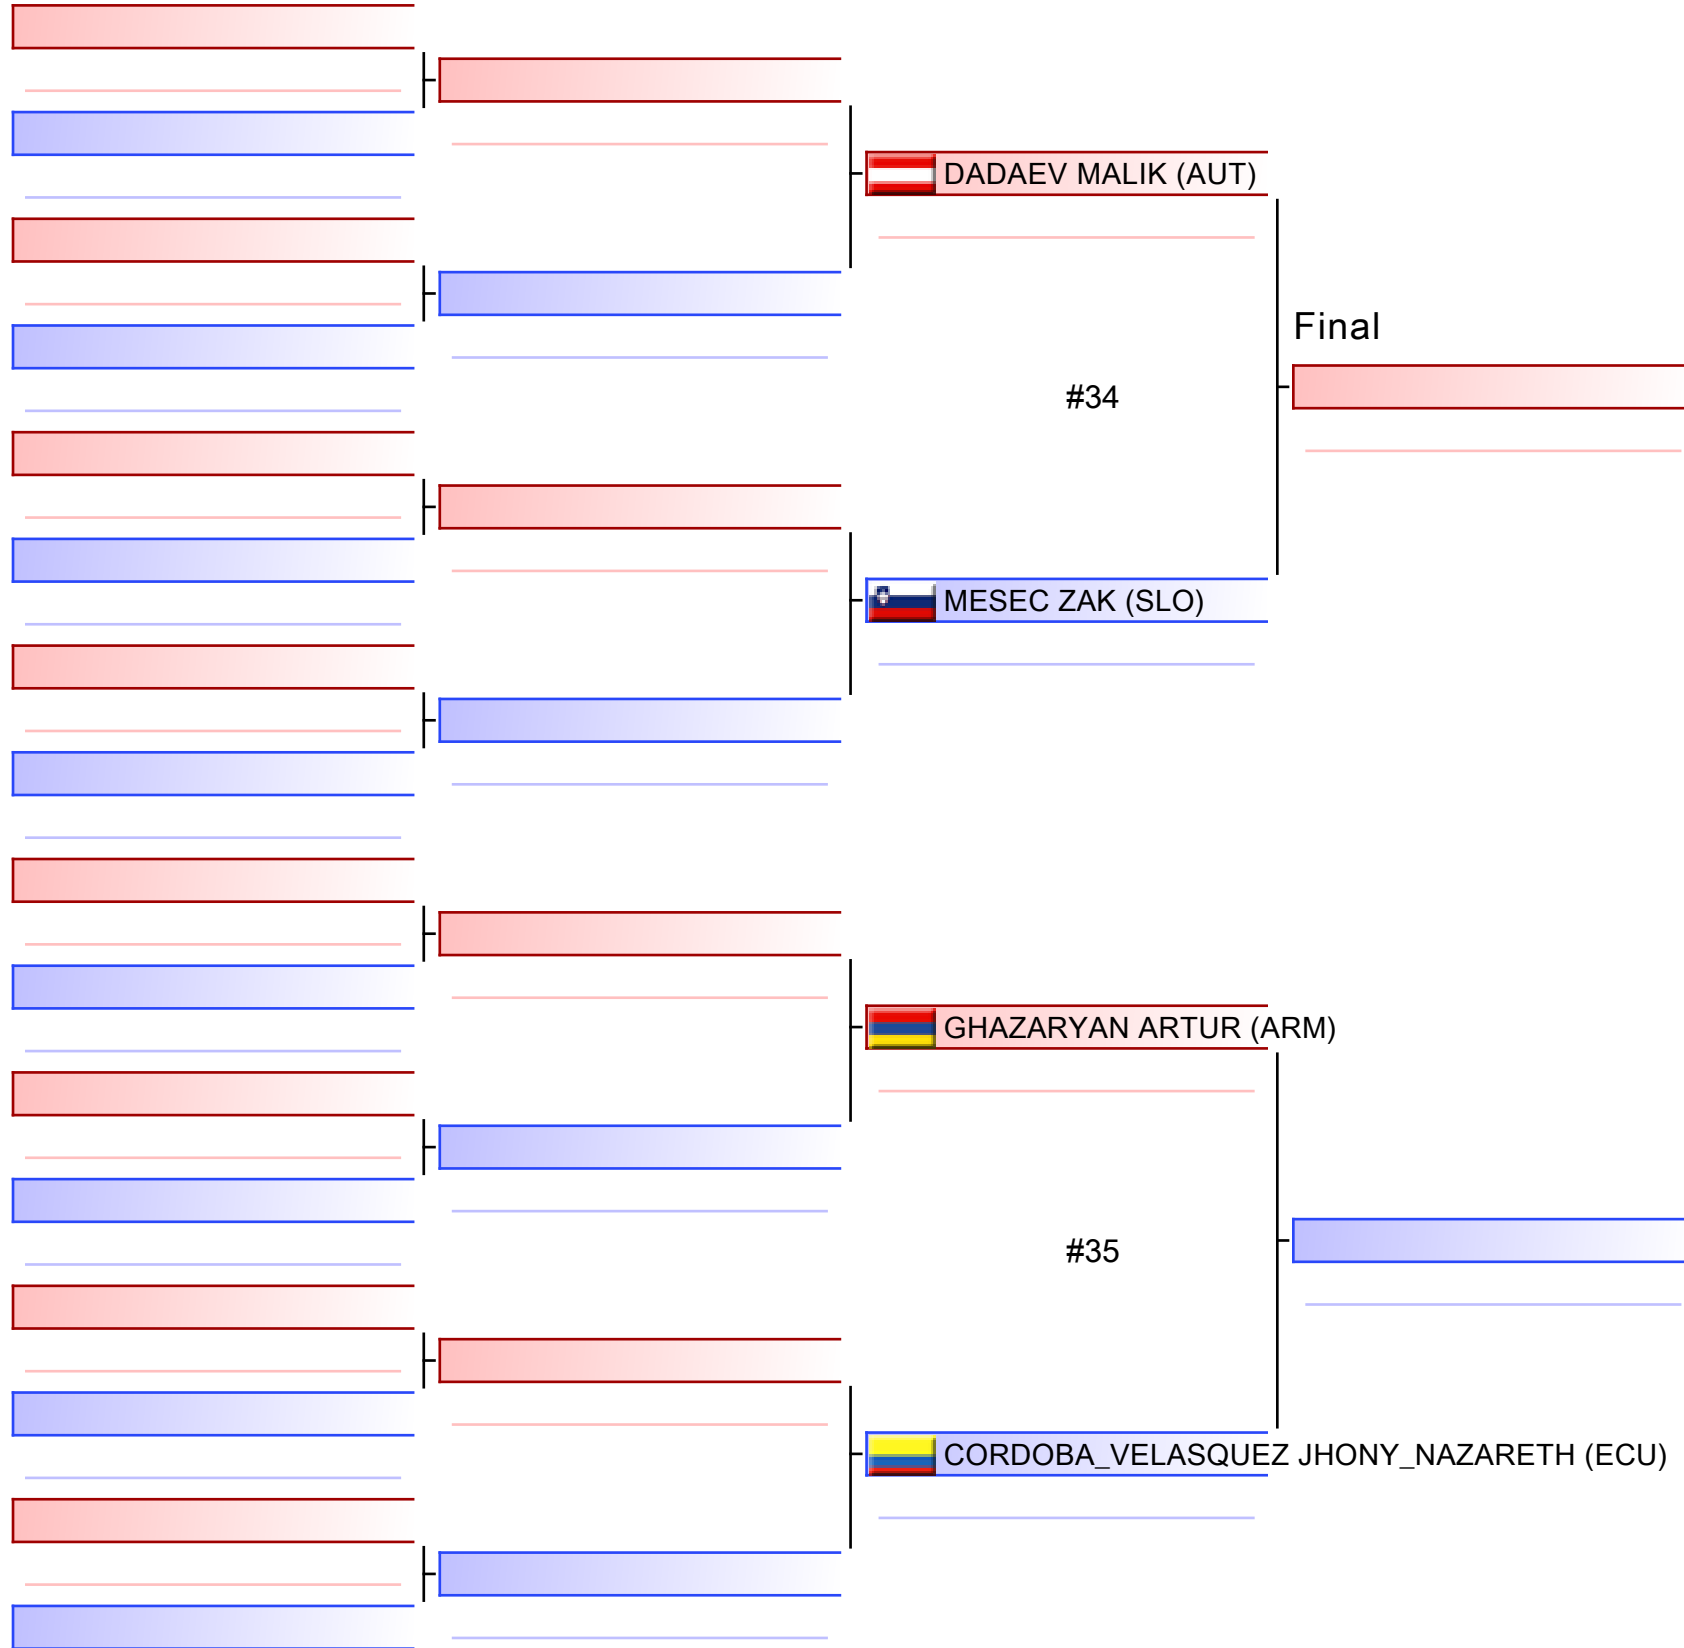 DADAEV MALIK (AUT)
Final
#34
MESEC ZAK (SLO)
GHAZARYAN ARTUR (ARM)
#35
CORDOBA_VELASQUEZ JHONY_NAZARETH (ECU)